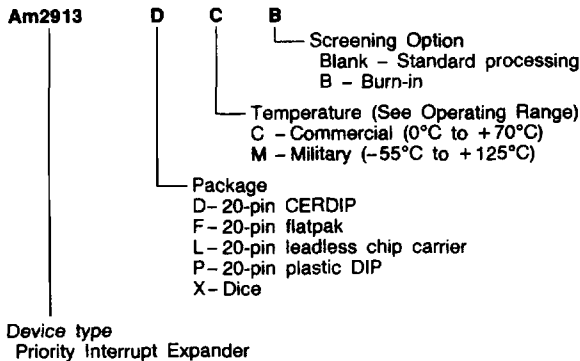 Am2913 D C B
Screening Option
Blank – Standard processing
B – Burn-in
Temperature (See Operating Range)
C – Commercial (0°C to +70°C)
M – Military (–55°C to +125°C)
Package
D – 20-pin CERDIP
F – 20-pin flatpak
L – 20-pin leadless chip carrier
P – 20-pin plastic DIP
X – Dice
Device type
Priority Interrupt Expander